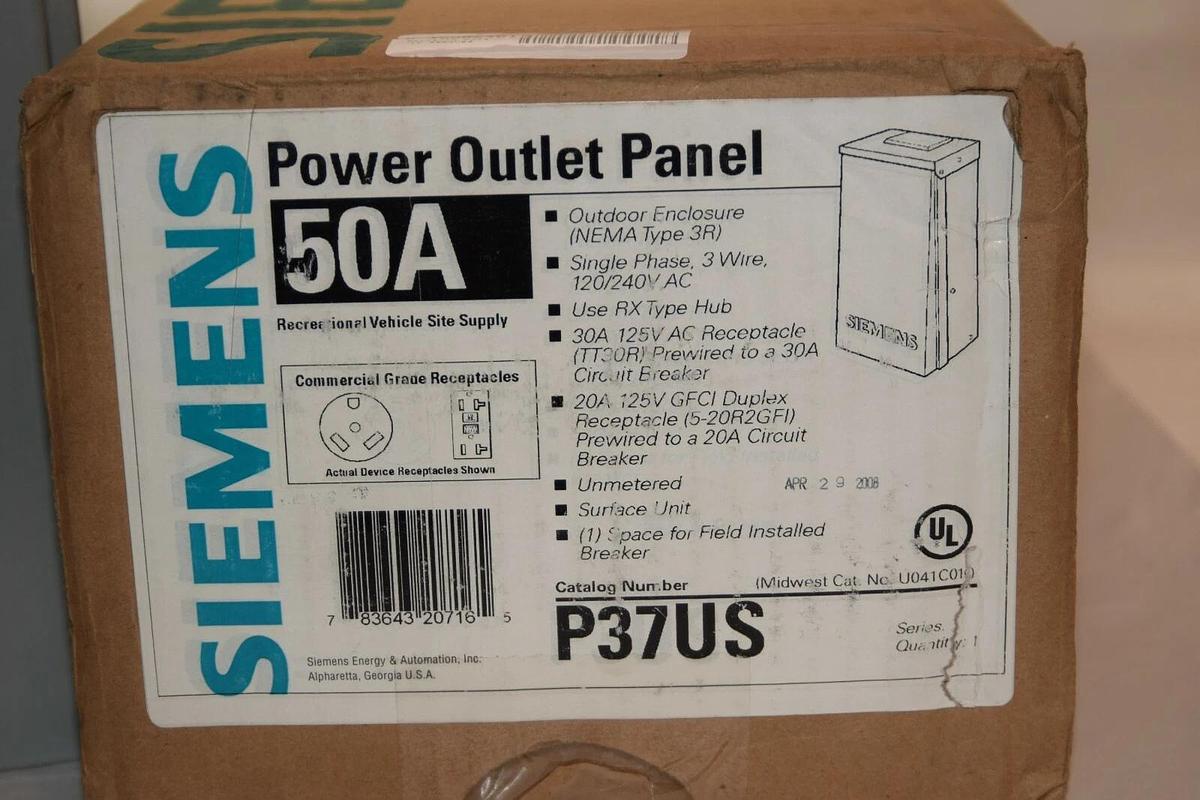 SIEMENS
Power Outlet Panel
50A
Recreational Vehicle Site Supply
Commercial Grade Receptacles
Actual Device Receptacles Shown
■ Outdoor Enclosure
(NEMA Type 3R)
■ Single Phase, 3 Wire,
120/240V AC
■ Use RX Type Hub
■ 30A 125V AC Receptacle
(TT30R) Prewired to a 30A
Circuit Breaker
■ 20A 125V GFCI Duplex
Receptacle (5-20R2GFI)
Prewired to a 20A Circuit
Breaker
■ Unmetered
APR 29 2008
■ Surface Unit
■ (1) Space for Field Installed
Breaker
SIEMENS
UL
Catalog Number (Midwest Cat. No. U041C010)
P37US
Series.
Quantity: 1
7 83643 20716 5
Siemens Energy & Automation, Inc.
Alpharetta, Georgia U.S.A.